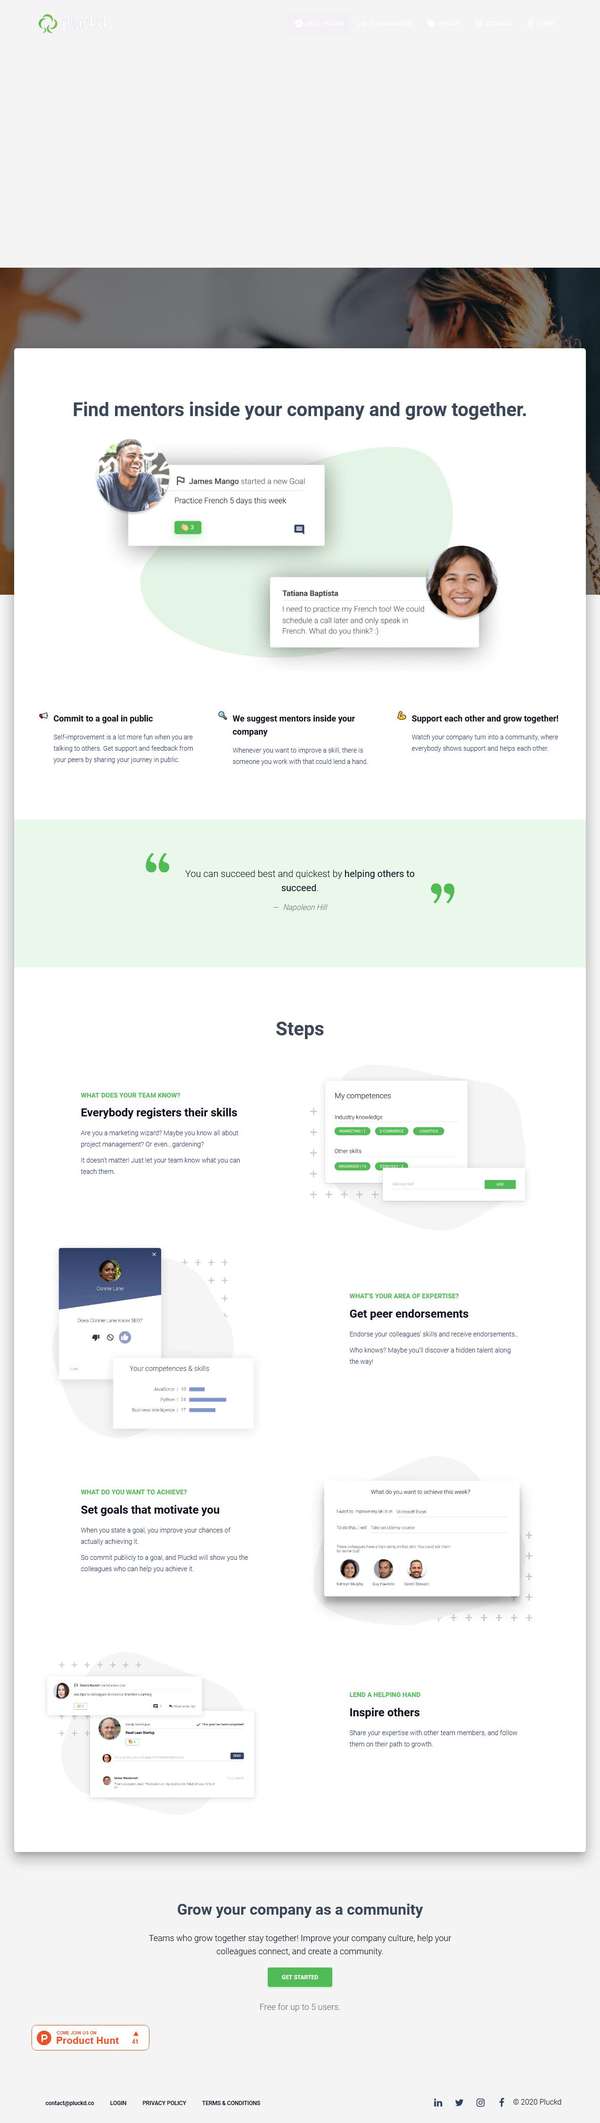 pluckd
Find mentors inside your company and grow together.
James Mango started a new Goal
Practice French 5 days this week
3
Tatiana Baptista
I need to practice my French too! We could
schedule a call later and only speak in
French. What do you think? :)
Commit to a goal in public
Self-improvement is a lot more fun when you are
talking to others. Get support and feedback from
your peers by sharing your journey in public.
We suggest mentors inside your
company
Whenever you want to improve a skill, there is
someone you work with that could lend a hand.
Support each other and grow together!
Watch your company turn into a community, where
everybody shows support and helps each other.
“ You can succeed best and quickest by helping others to
succeed. ”
— Napoleon Hill
Steps
WHAT DOES YOUR TEAM KNOW?
Everybody registers their skills
Are you a marketing wizard? Maybe you know all about
project management? Or even... gardening?
It doesn't matter! Just let your team know what you can
teach them.
My competences
Industry knowledge
Other skills
ADD
Connie Lane
Does Connie Lane know SEO?
Your competences & skills
JavaScript | 10
Python | 24
Business intelligence | 17
WHAT'S YOUR AREA OF EXPERTISE?
Get peer endorsements
Endorse your colleagues' skills and receive endorsements.
Who knows? Maybe you'll discover a hidden talent along
the way!
WHAT DO YOU WANT TO ACHIEVE?
Set goals that motivate you
When you state a goal, you improve your chances of
actually achieving it.
So commit publicly to a goal, and Pluckd will show you the
colleagues who can help you achieve it.
What do you want to achieve this week?
LEND A HELPING HAND
Inspire others
Share your expertise with other team members, and follow
them on their path to growth.
Grow your company as a community
Teams who grow together stay together! Improve your company culture, help your
colleagues connect, and create a community.
GET STARTED
Free for up to 5 users.
P COME JOIN US ON
Product Hunt
41
contact@pluckd.co LOGIN PRIVACY POLICY TERMS & CONDITIONS © 2020 Pluckd